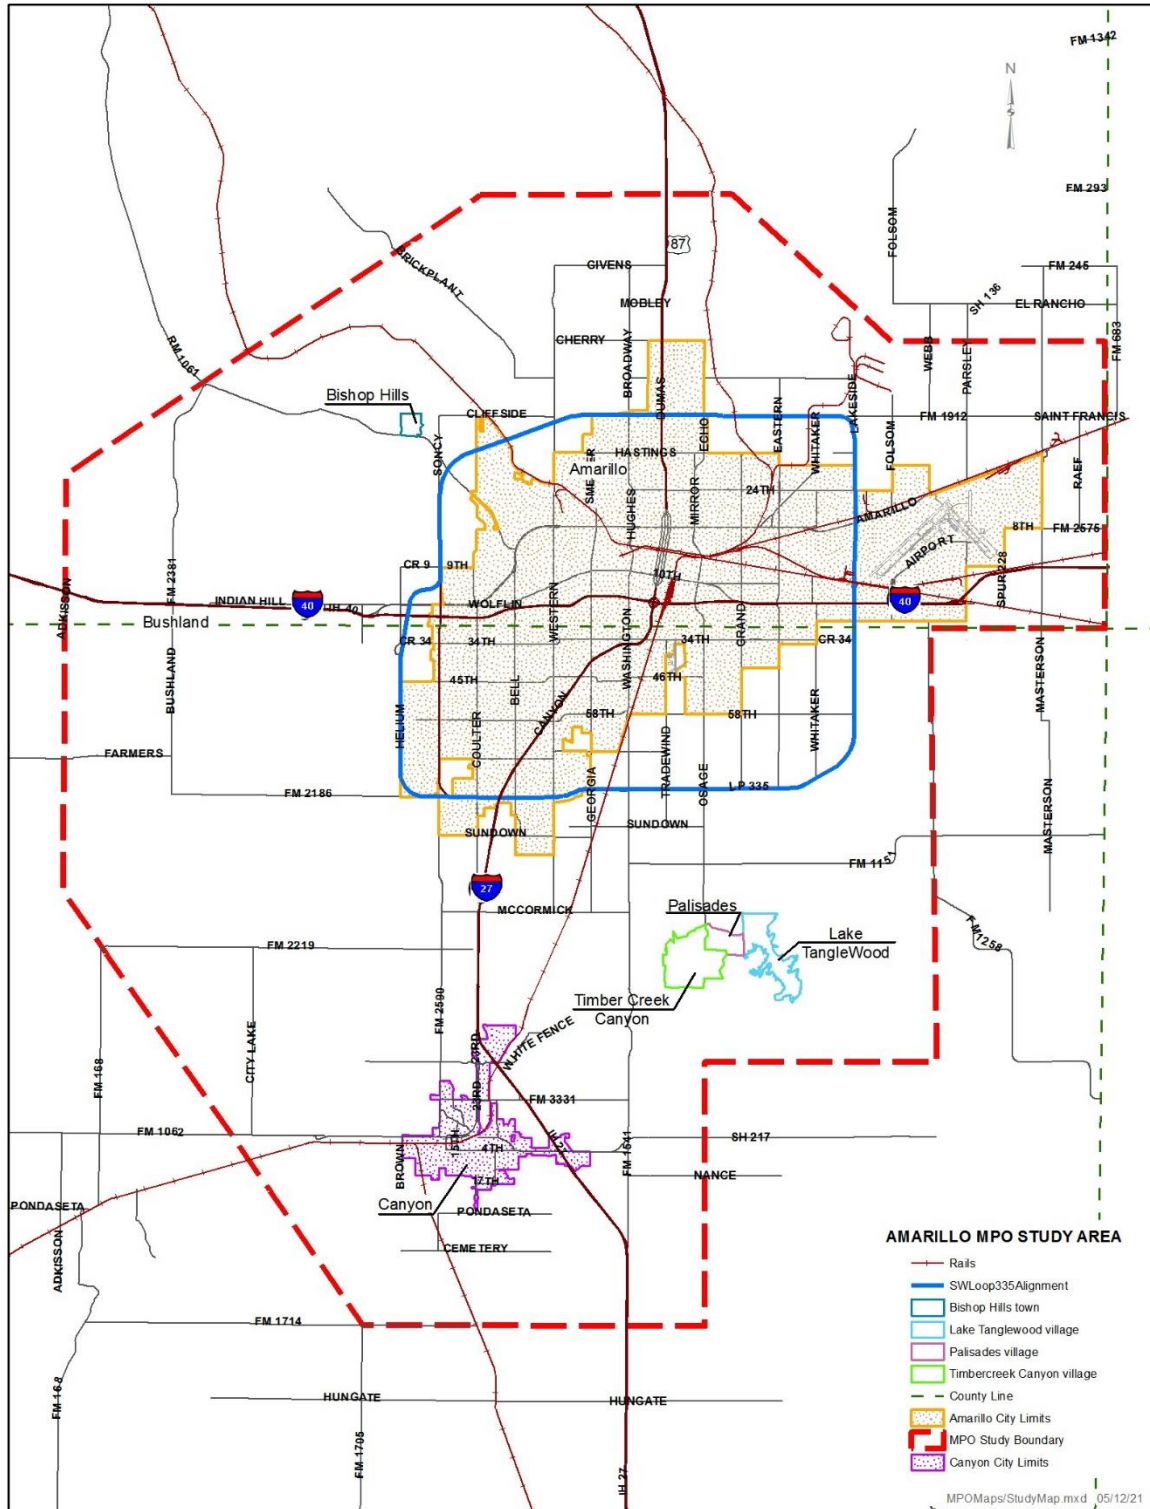 FM 1342
N
FM 293
FOLSOM
87
GIVENS
FM 245
BRICKPLANT
SH 136
MOBLEY
EL RANCHO
FM 683
CHERRY
BROADWAY
WEBB
PARSLEY
RM 1061
DUMAS
Bishop Hills
LAKESIDE
CLIFFSIDE
FM 1912
SAINT FRANCIS
SONCY
ECHO
EASTERN
WHITAKER
FOLSOM
HASTINGS
Amarillo
RAEF
24TH
HUGHES
MIRROR
AMARILLO
8TH
FM 2575
AIRPORT
CR 9
9TH
10TH
FM 2381
SPUR 228
ADKISSON
INDIAN HILL
40
IH 40
WOLFLIN
WESTERN
40
Bushland
WASHINGTON
GRAND
CR 34
34TH
34TH
CR 34
BUSHLAND
45TH
BELL
46TH
MASTERSON
HELIUM
CANYON
58TH
58TH
WHITAKER
COULTER
FARMERS
TRADEWIND
OSAGE
GEORGIA
LP 335
FM 2186
SUNDOWN
SUNDOWN
MASTERSON
FM 1151
27
MCCORMICK
Palisades
Lake
TangleWood
FM 1258
FM 2219
Timber Creek
Canyon
FM 2590
CITY LAKE
WHITE FENCE
23RD
FM 168
23RD
FM 3331
FM 1062
15TH
4TH
IH 27
FM 1541
SH 217
BROWN
17TH
NANCE
Canyon
PONDASETA
PONDASETA
ADKISSON
CEMETERY
AMARILLO MPO STUDY AREA
Rails
SWLoop335Alignment
Bishop Hills town
Lake Tanglewood village
Palisades village
Timbercreek Canyon village
County Line
Amarillo City Limits
MPO Study Boundary
Canyon City Limits
FM 1714
FM 168
HUNGATE
HUNGATE
FM 1705
IH 27
MPOMaps/StudyMap.mxd 05/12/21